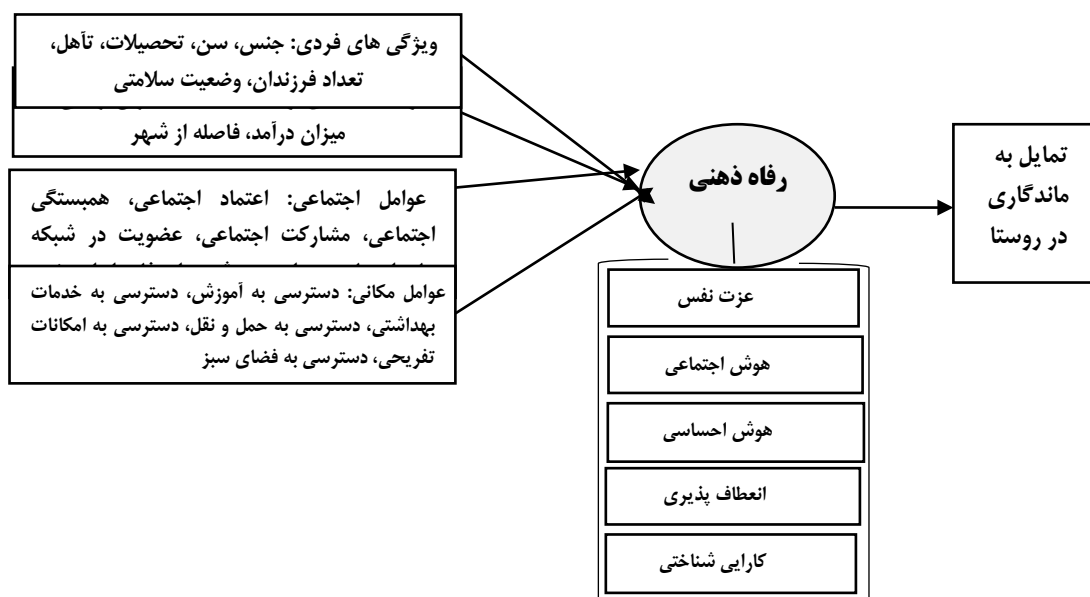 ویژگی های فردی: جنس، سن، تحصیلات، تأهل،
تعداد فرزندان، وضعیت سلامتی
میزان درآمد، فاصله از شهر
عوامل اجتماعی: اعتماد اجتماعی، همبستگی
اجتماعی، مشارکت اجتماعی، عضویت در شبکه
عوامل مکانی: دسترسی به آموزش، دسترسی به خدمات
بهداشتی، دسترسی به حمل و نقل، دسترسی به امکانات
تفریحی، دسترسی به فضای سبز
رفاه ذهنی
عزت نفس
هوش اجتماعی
هوش احساسی
انعطاف پذیری
کارایی شناختی
تمایل به
ماندگاری
در روستا